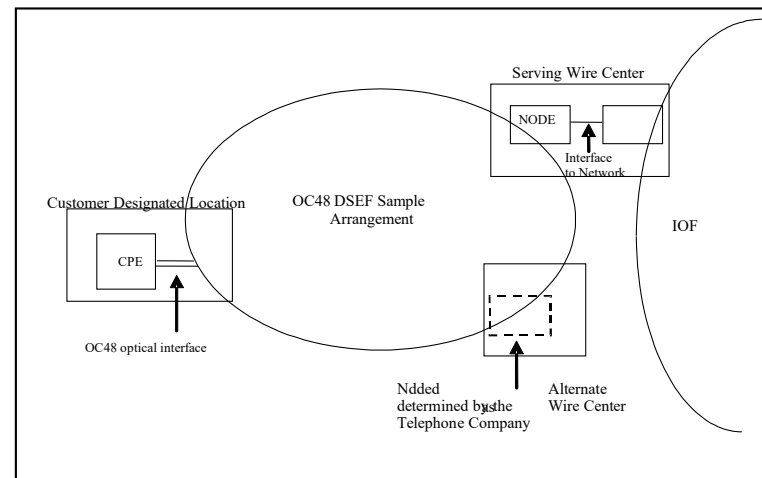 Serving Wire Center
NODE
Interface
to Network
Customer Designated Location
OC48 DSEF Sample
Arrangement
IOF
CPE
OC48 optical interface
determined by the
Telephone Company
Alternate
Wire Center